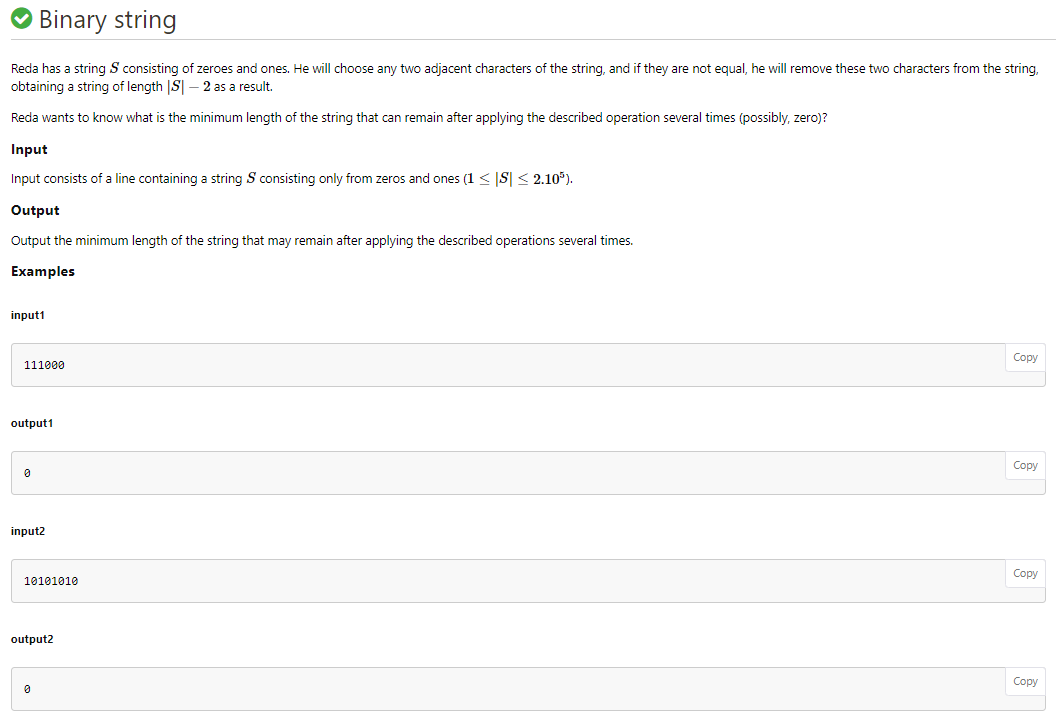 Binary string
Reda has a string S consisting of zeroes and ones. He will choose any two adjacent characters of the string, and if they are not equal, he will remove these two characters from the string,
obtaining a string of length |S| − 2 as a result.
Reda wants to know what is the minimum length of the string that can remain after applying the described operation several times (possibly, zero)?
Input
Input consists of a line containing a string S consisting only from zeros and ones (1 ≤ |S| ≤ 2.10⁵).
Output
Output the minimum length of the string that may remain after applying the described operations several times.
Examples
input1
Copy
111000
output1
Copy
0
input2
Copy
10101010
output2
Copy
0